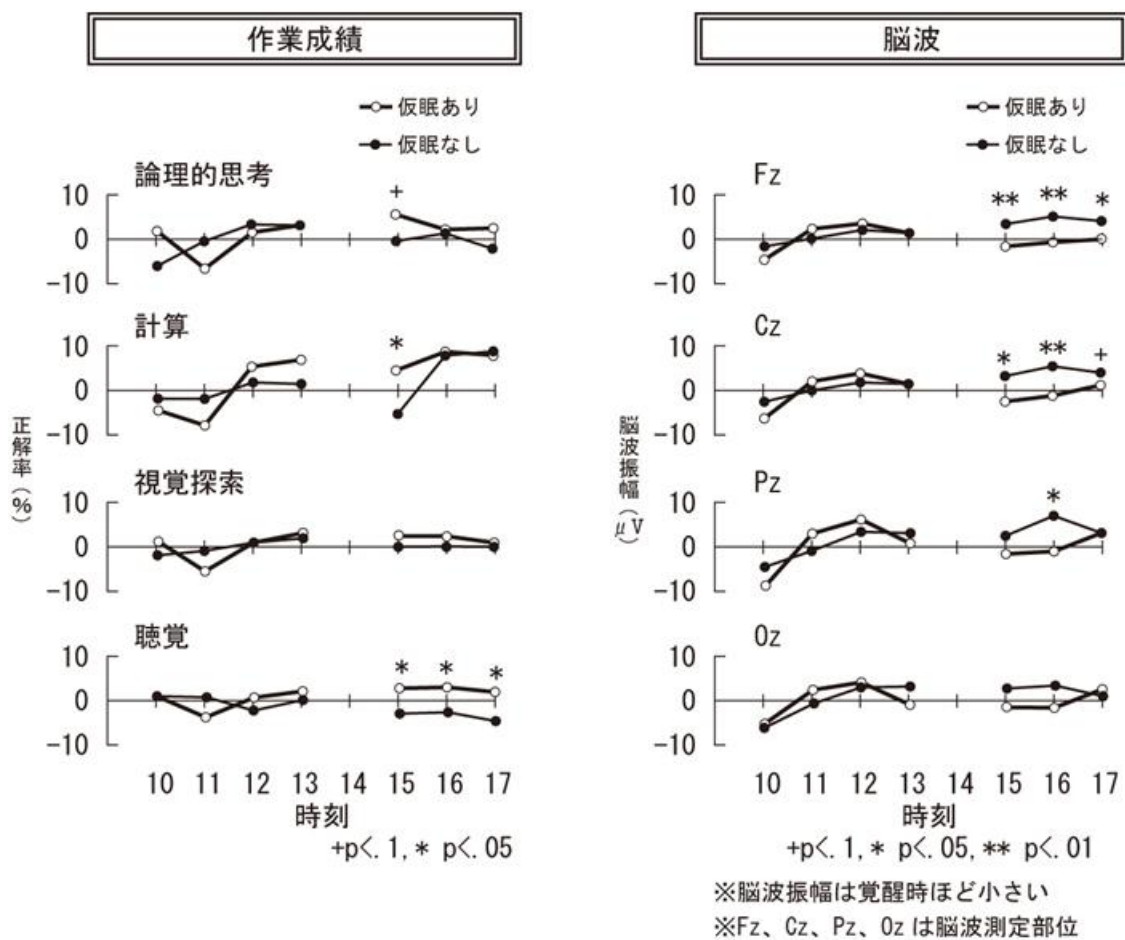 作業成績
仮眠あり
仮眠なし
論理的思考
+
10
0
-10
計算
*
10
0
-10
視覚探索
10
0
-10
聴覚
* * *
10
0
-10
正解率(%)
10 11 12 13 14 15 16 17
時刻
+p<.1,* p<.05
脳波
仮眠あり
仮眠なし
Fz
** ** *
10
0
-10
Cz
* ** +
10
0
-10
Pz
*
10
0
-10
Oz
10
0
-10
脳波振幅(μV)
10 11 12 13 14 15 16 17
時刻
+p<.1,* p<.05,** p<.01
※脳波振幅は覚醒時ほど小さい
※Fz、Cz、Pz、Oz は脳波測定部位